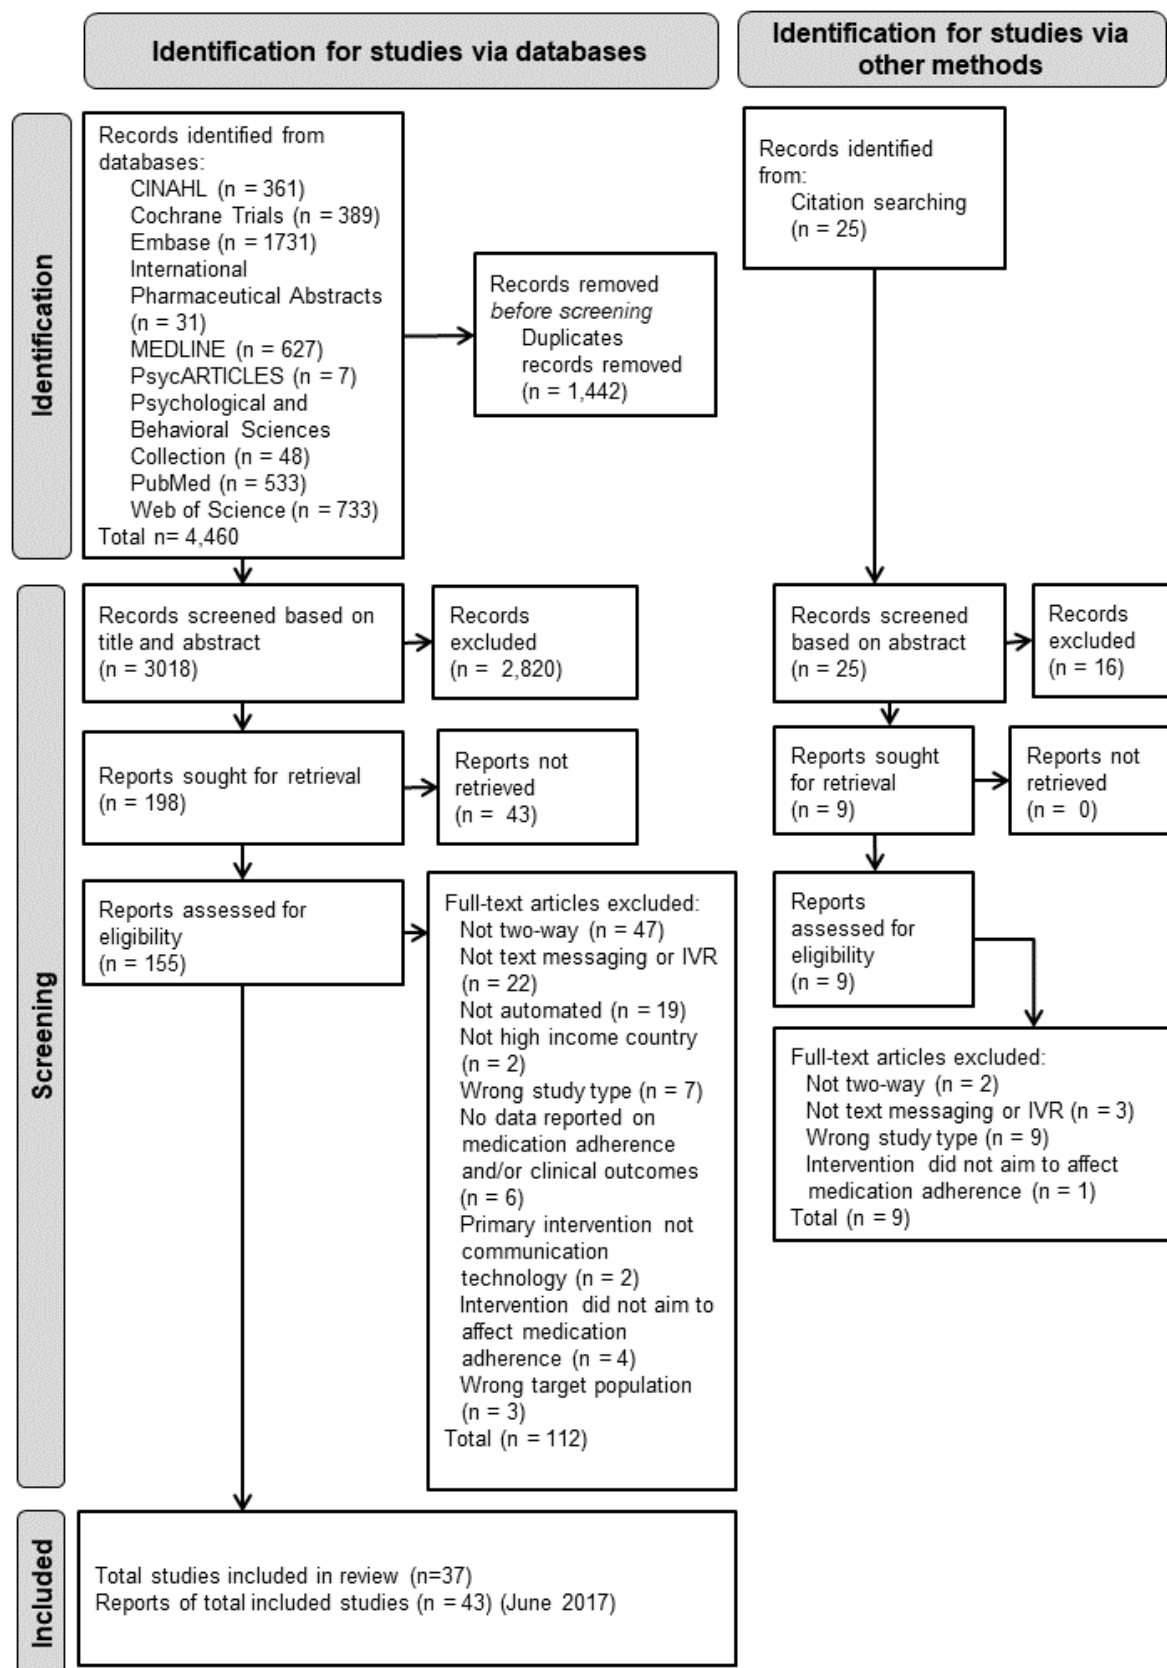 Identification for studies via databases
Identification for studies via
other methods
Identification
Records identified from
databases:
CINAHL (n = 361)
Cochrane Trials (n = 389)
Embase (n = 1731)
International
Pharmaceutical Abstracts
(n = 31)
MEDLINE (n = 627)
PsycARTICLES (n = 7)
Psychological and
Behavioral Sciences
Collection (n = 48)
PubMed (n = 533)
Web of Science (n = 733)
Total n= 4,460
Records removed
before screening
Duplicates
records removed
(n = 1,442)
Records identified
from:
Citation searching
(n = 25)
Screening
Records screened based on
title and abstract
(n = 3018)
Records
excluded
(n = 2,820)
Records screened
based on abstract
(n = 25)
Records
excluded
(n = 16)
Reports sought for retrieval
(n = 198)
Reports not
retrieved
(n = 43)
Reports sought
for retrieval
(n = 9)
Reports not
retrieved
(n = 0)
Reports assessed for
eligibility
(n = 155)
Full-text articles excluded:
Not two-way (n = 47)
Not text messaging or IVR
(n = 22)
Not automated (n = 19)
Not high income country
(n = 2)
Wrong study type (n = 7)
No data reported on
medication adherence
and/or clinical outcomes
(n = 6)
Primary intervention not
communication
technology (n = 2)
Intervention did not aim to
affect medication
adherence (n = 4)
Wrong target population
(n = 3)
Total (n = 112)
Reports
assessed for
eligibility
(n = 9)
Full-text articles excluded:
Not two-way (n = 2)
Not text messaging or IVR (n = 3)
Wrong study type (n = 9)
Intervention did not aim to affect
medication adherence (n = 1)
Total (n = 9)
Included
Total studies included in review (n=37)
Reports of total included studies (n = 43) (June 2017)